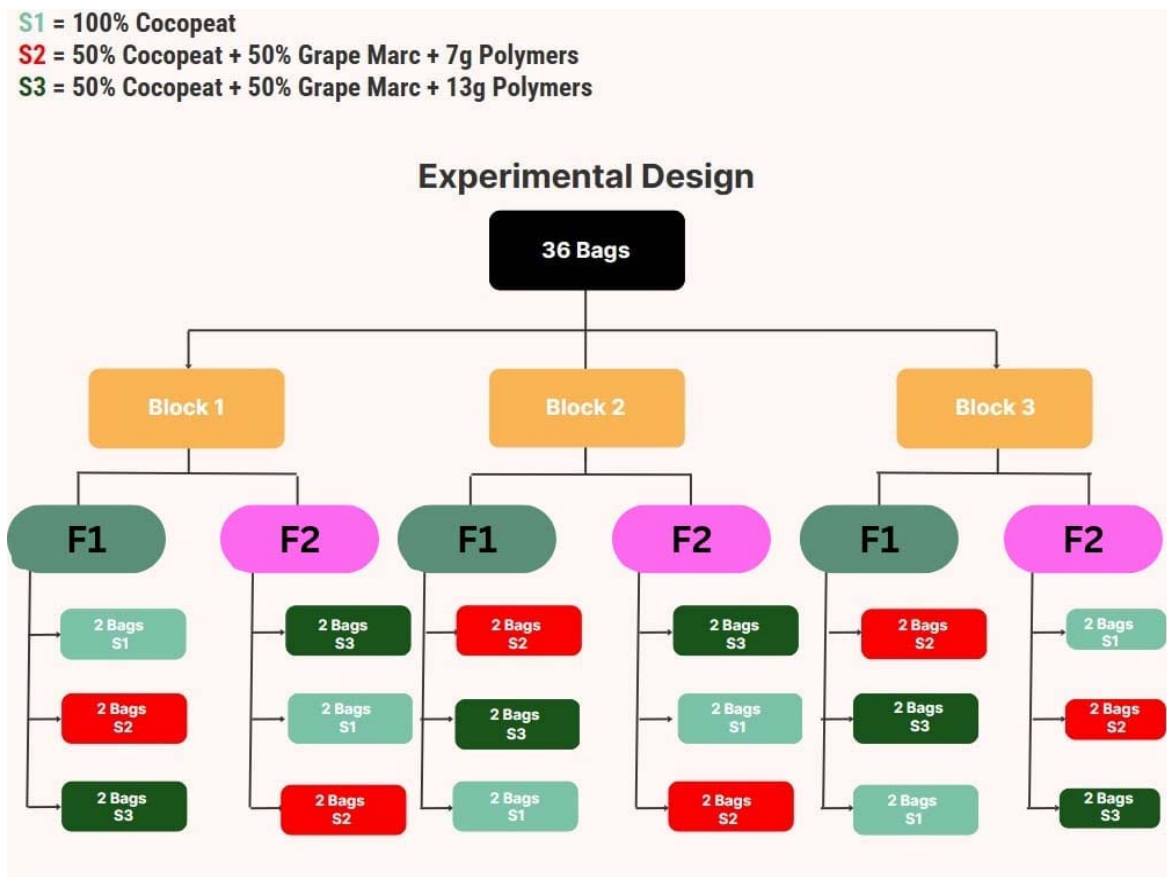 S1 = 100% Cocopeat
S2 = 50% Cocopeat + 50% Grape Marc + 7g Polymers
S3 = 50% Cocopeat + 50% Grape Marc + 13g Polymers
Experimental Design
36 Bags
Block 1
Block 2
Block 3
F1
F2
F1
F2
F1
F2
2 Bags
S1
2 Bags
S3
2 Bags
S2
2 Bags
S3
2 Bags
S2
2 Bags
S1
2 Bags
S2
2 Bags
S1
2 Bags
S3
2 Bags
S1
2 Bags
S3
2 Bags
S2
2 Bags
S3
2 Bags
S2
2 Bags
S1
2 Bags
S2
2 Bags
S1
2 Bags
S3